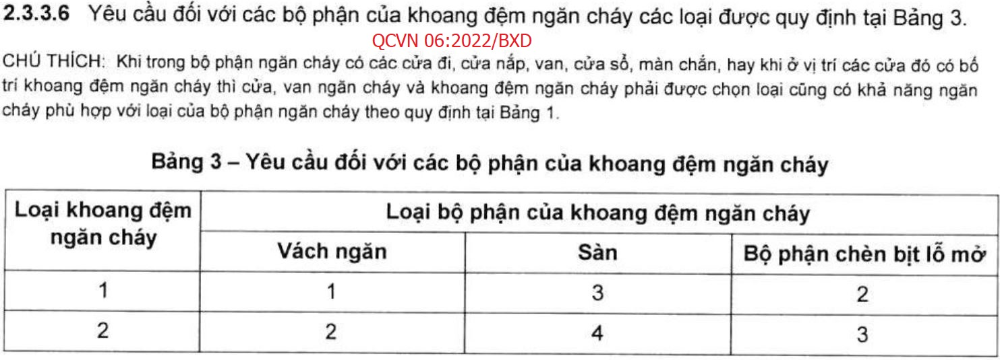 2.3.3.6 Yêu cầu đối với các bộ phận của khoang đệm ngăn cháy các loại được quy định tại Bảng 3.
QCVN 06:2022/BXD
CHÚ THÍCH: Khi trong bộ phận ngăn cháy có các cửa đi, cửa nắp, van, cửa sổ, màn chắn, hay khi ở vị trí các cửa đó có bố
trí khoang đệm ngăn cháy thì cửa, van ngăn cháy và khoang đệm ngăn cháy phải được chọn loại cũng có khả năng ngăn
cháy phù hợp với loại của bộ phận ngăn cháy theo quy định tại Bảng 1.
Bảng 3 – Yêu cầu đối với các bộ phận của khoang đệm ngăn cháy
Loại khoang đệm
ngăn cháy
Loại bộ phận của khoang đệm ngăn cháy
Vách ngăn Sàn Bộ phận chèn bịt lỗ mở
1 1 3 2
2 2 4 3